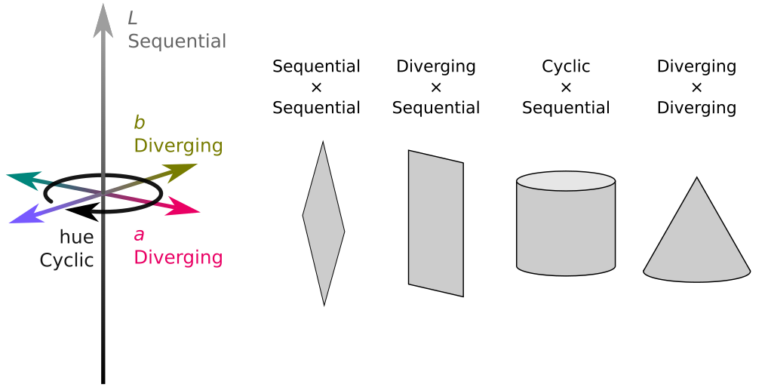 L
Sequential
b
Diverging
hue
Cyclic
a
Diverging
Sequential
×
Sequential
Diverging
×
Sequential
Cyclic
×
Sequential
Diverging
×
Diverging